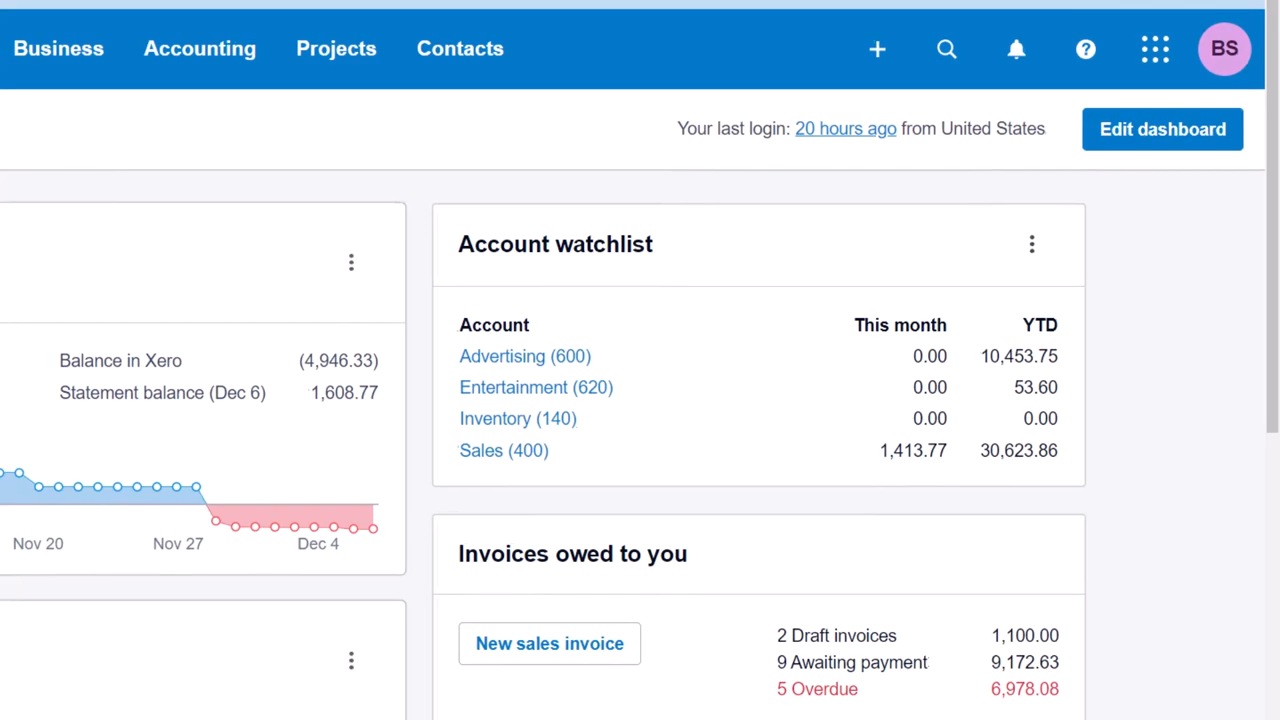 Business Accounting Projects Contacts BS
Your last login: 20 hours ago from United States Edit dashboard
Balance in Xero (4,946.33)
Statement balance (Dec 6) 1,608.77
Nov 20 Nov 27 Dec 4
Account watchlist
Account This month YTD
Advertising (600) 0.00 10,453.75
Entertainment (620) 0.00 53.60
Inventory (140) 0.00 0.00
Sales (400) 1,413.77 30,623.86
Invoices owed to you
New sales invoice
2 Draft invoices 1,100.00
9 Awaiting payment 9,172.63
5 Overdue 6,978.08